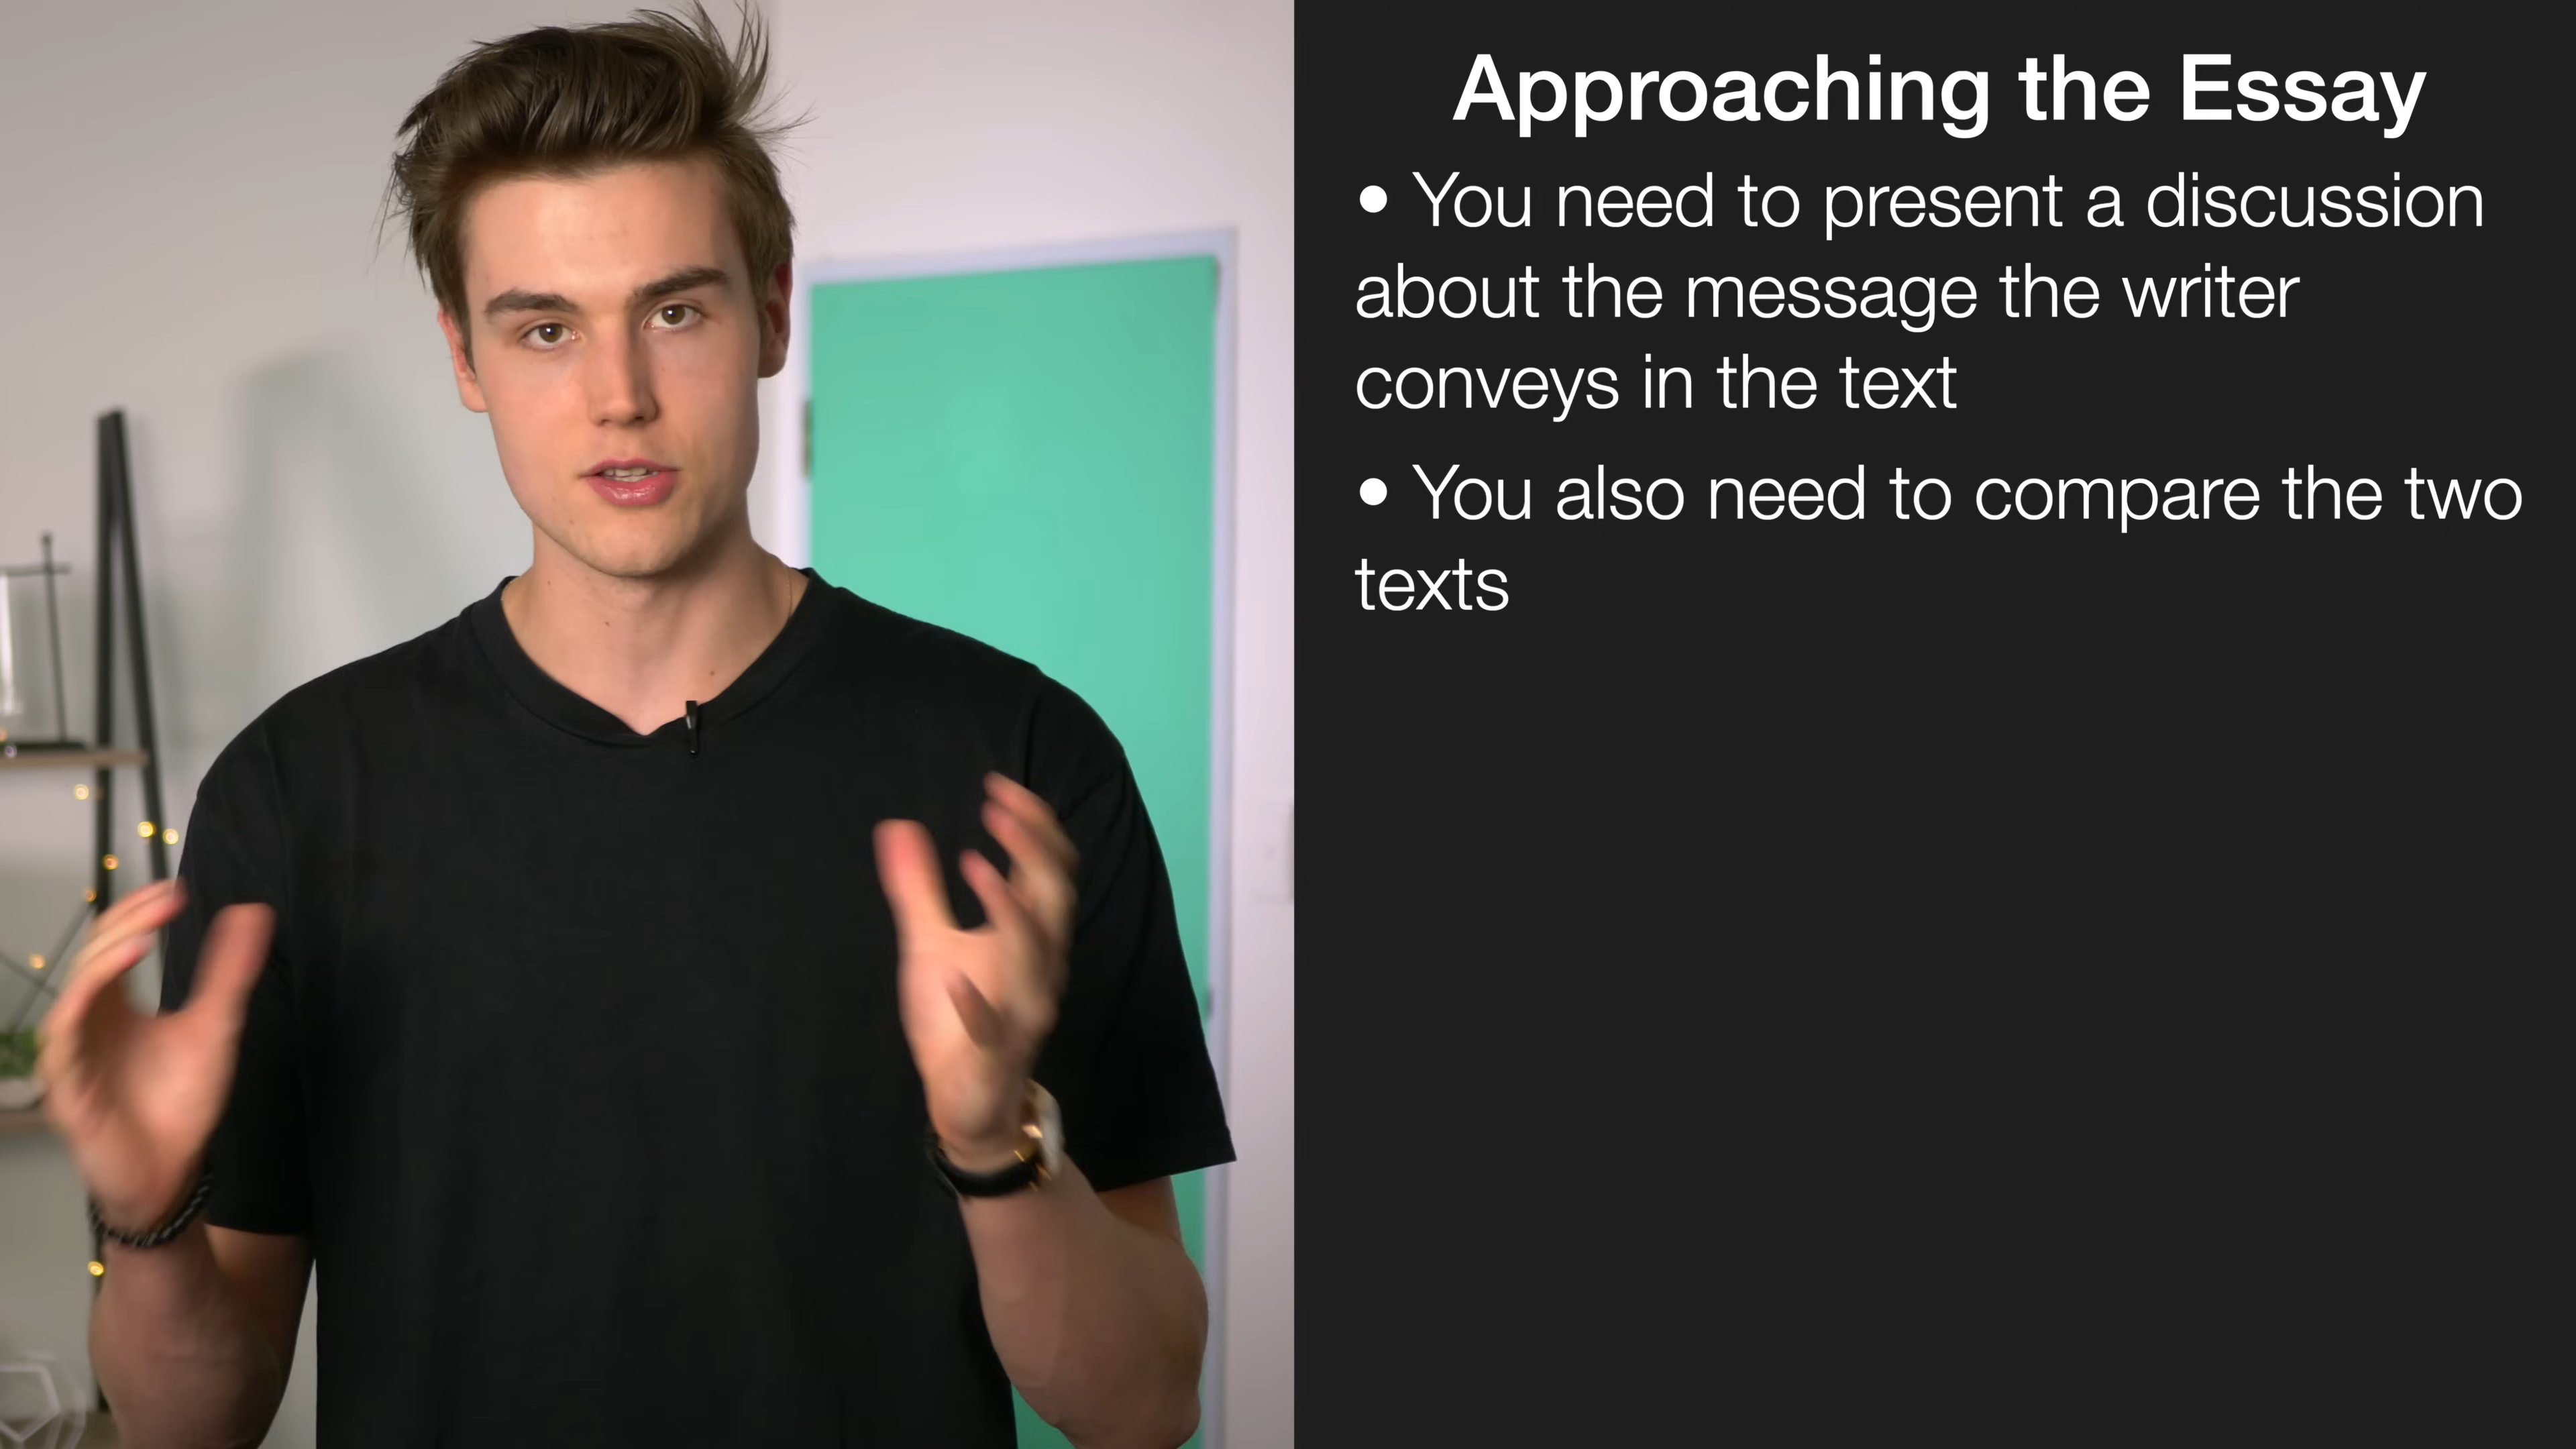 Approaching the Essay
• You need to present a discussion
about the message the writer
conveys in the text
• You also need to compare the two
texts